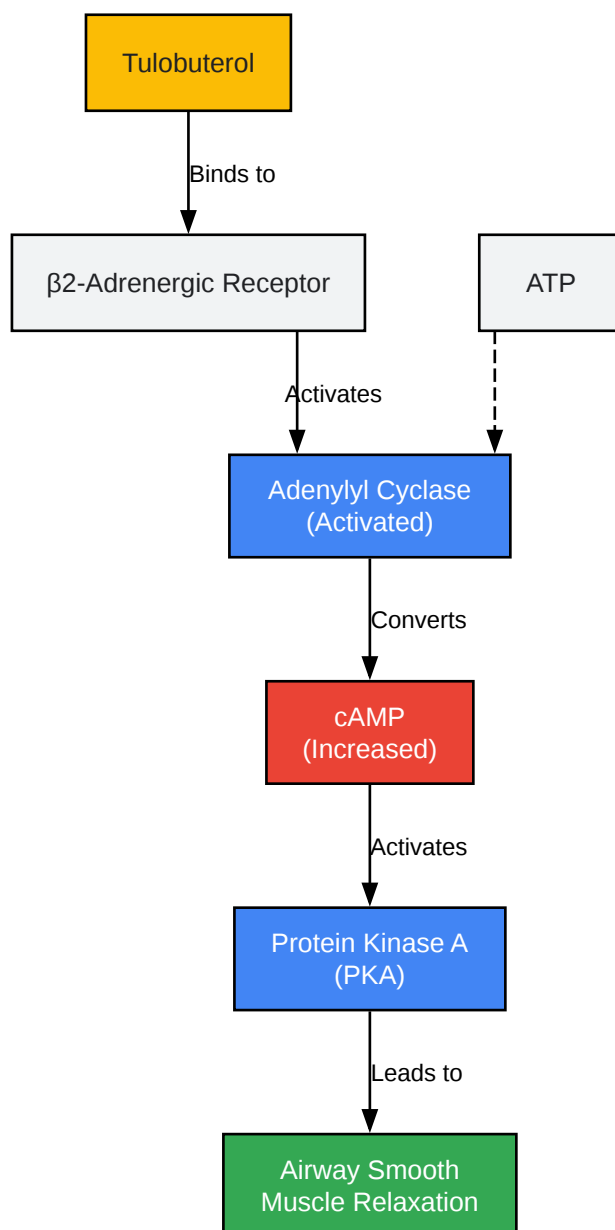 Tulobuterol
Binds to
β2-Adrenergic Receptor
ATP
Activates
Adenylyl Cyclase
(Activated)
Converts
cAMP
(Increased)
Activates
Protein Kinase A
(PKA)
Leads to
Airway Smooth
Muscle Relaxation